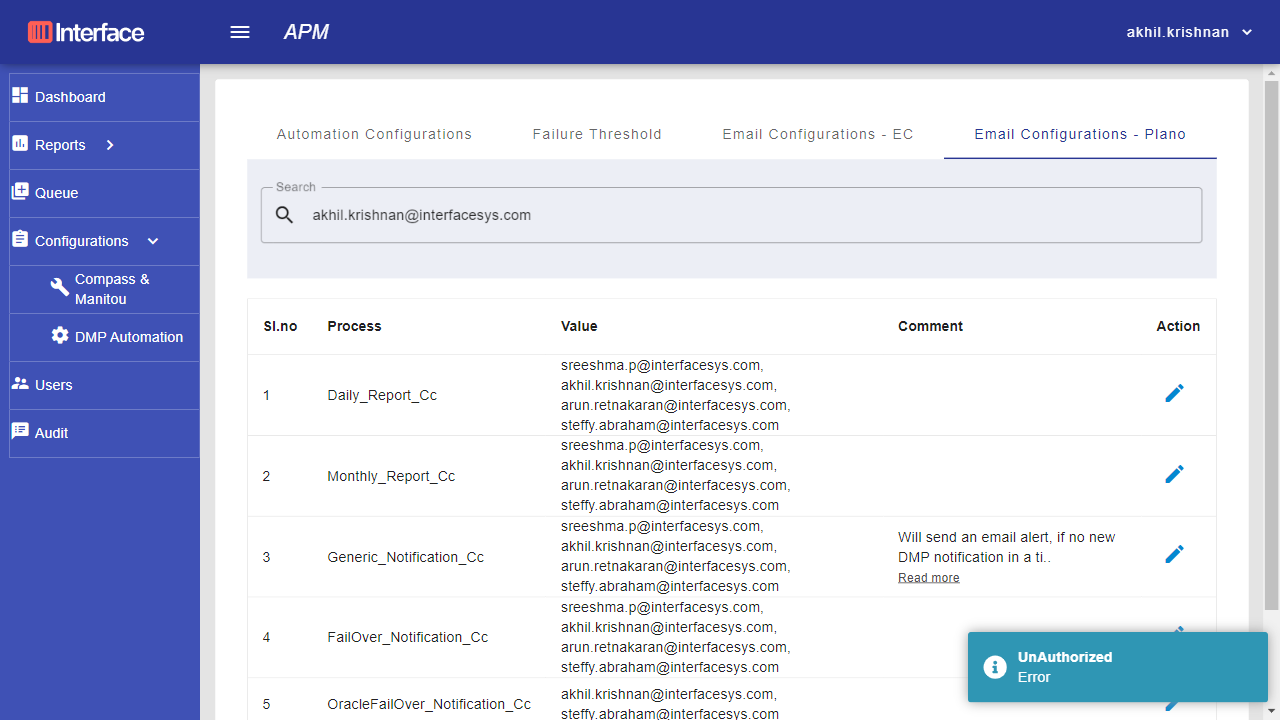 Interface
APM
akhil.krishnan
Dashboard
Reports
Queue
Configurations
Compass &
Manitou
DMP Automation
Users
Audit
Automation Configurations
Failure Threshold
Email Configurations - EC
Email Configurations - Plano
Search
akhil.krishnan@interfacesys.com
Sl.no Process Value Comment Action
1 Daily_Report_Cc
sreeshma.p@interfacesys,com,
akhil.krishnan@interfacesys.com,
arun.retnakaran@interfacesys.com,
steffy.abraham@interfacesys.com
2 Monthly_Report_Cc
sreeshma.p@interfacesys.com,
akhil.krishnan@interfacesys.com,
arun.retnakaran@interfacesys.com,
steffy.abraham@interfacesys.com
3 Generic_Notification_Cc
sreeshma.p@interfacesys.com,
akhil.krishnan@interfacesys.com,
arun.retnakaran@interfacesys.com,
steffy.abraham@interfacesys.com
Will send an email alert, if no new
DMP notification in a ti..
Read more
4 FailOver_Notification_Cc
sreeshma.p@interfacesys.com,
akhil.krishnan@interfacesys.com,
arun.retnakaran@interfacesys.com,
steffy.abraham@interfacesys.com
5 OracleFailOver_Notification_Cc
akhil.krishnan@interfacesys.com,
steffy.abraham@interfacesys.com
UnAuthorized
Error